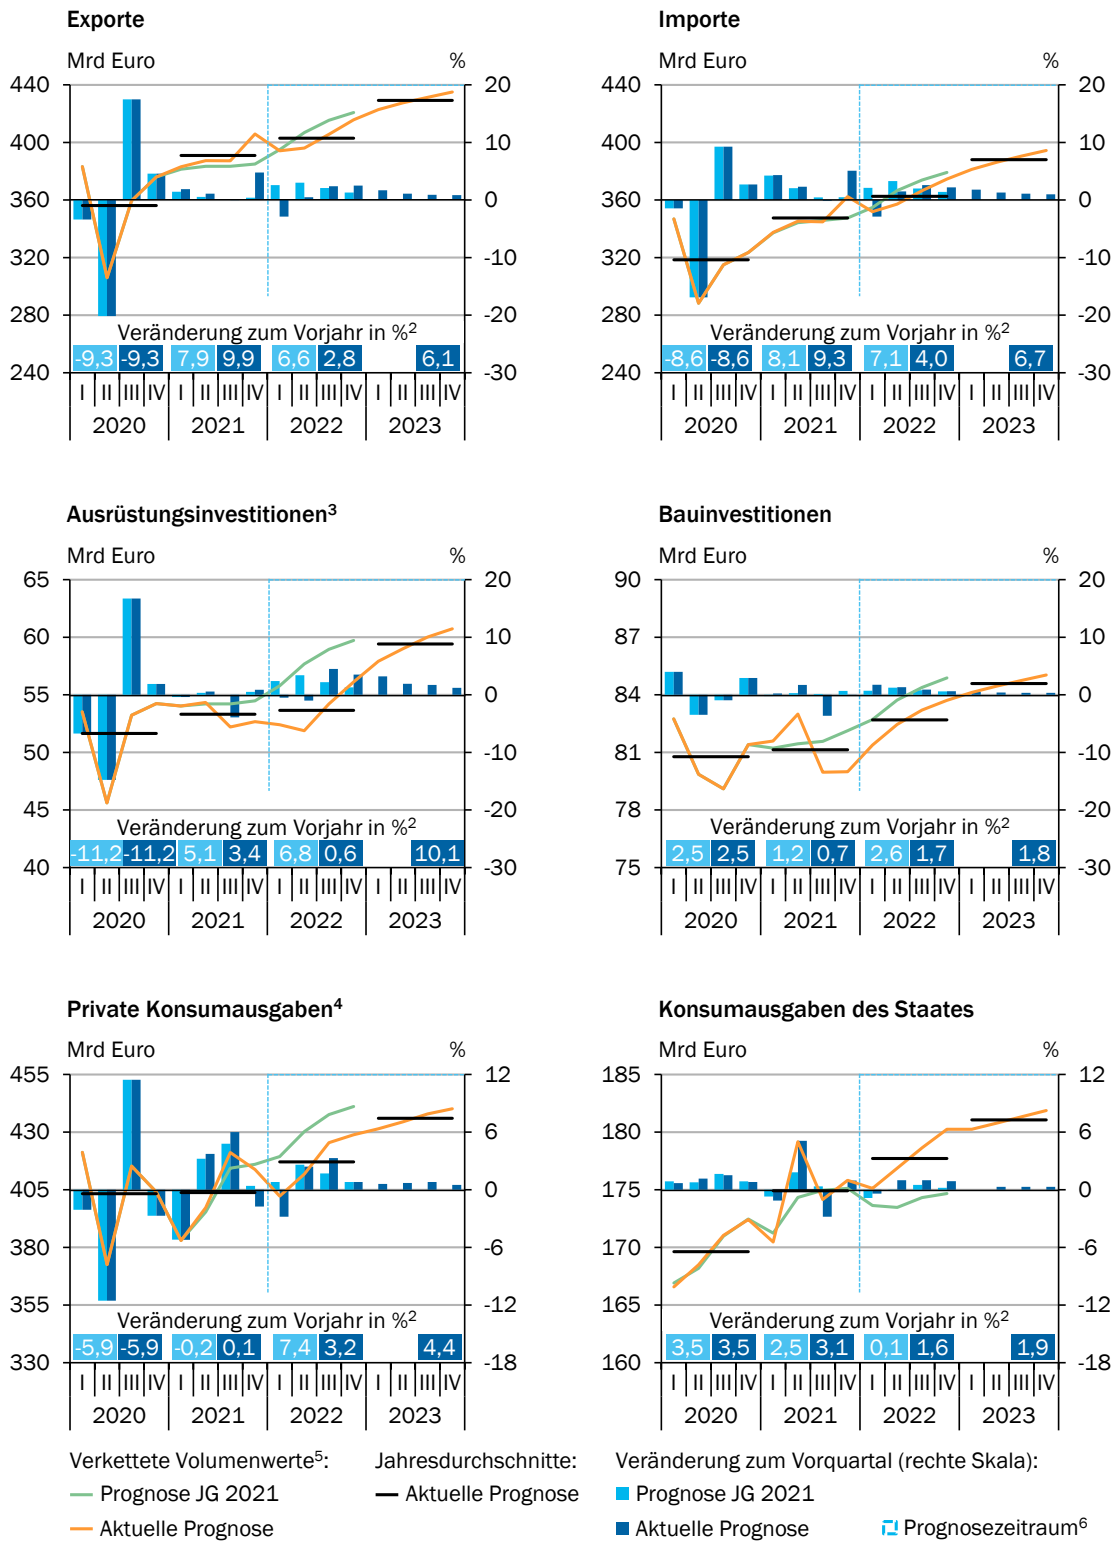 Exporte
Mrd Euro %
440 20
400 10
360 0
320 -10
280 -20
Veränderung zum Vorjahr in %²
-9,3 -9,3 7,9 9,9 6,6 2,8 6,1
240 -30
I II III IV I II III IV I II III IV I II III IV
2020 2021 2022 2023
Importe
Mrd Euro %
440 20
400 10
360 0
320 -10
280 -20
Veränderung zum Vorjahr in %²
-8,6 -8,6 8,1 9,3 7,1 4,0 6,7
240 -30
I II III IV I II III IV I II III IV I II III IV
2020 2021 2022 2023
Ausrüstungsinvestitionen³
Mrd Euro %
65 20
60 10
55 0
50 -10
45 -20
Veränderung zum Vorjahr in %²
-11,2 -11,2 5,1 3,4 6,8 0,6 10,1
40 -30
I II III IV I II III IV I II III IV I II III IV
2020 2021 2022 2023
Bauinvestitionen
Mrd Euro %
90 20
87 10
84 0
81 -10
78 -20
Veränderung zum Vorjahr in %²
2,5 2,5 1,2 0,7 2,6 1,7 1,8
75 -30
I II III IV I II III IV I II III IV I II III IV
2020 2021 2022 2023
Private Konsumausgaben⁴
Mrd Euro %
455 12
430 6
405 0
380 -6
355 -12
Veränderung zum Vorjahr in %²
-5,9 -5,9 -0,2 0,1 7,4 3,2 4,4
330 -18
I II III IV I II III IV I II III IV I II III IV
2020 2021 2022 2023
Konsumausgaben des Staates
Mrd Euro %
185 12
180 6
175 0
170 -6
165 -12
Veränderung zum Vorjahr in %²
3,5 3,5 2,5 3,1 0,1 1,6 1,9
160 -18
I II III IV I II III IV I II III IV I II III IV
2020 2021 2022 2023
Verkettete Volumenwerte⁵: Jahresdurchschnitte: Veränderung zum Vorquartal (rechte Skala):
Prognose JG 2021 Aktuelle Prognose Prognose JG 2021
Aktuelle Prognose Aktuelle Prognose Prognosezeitraum⁶